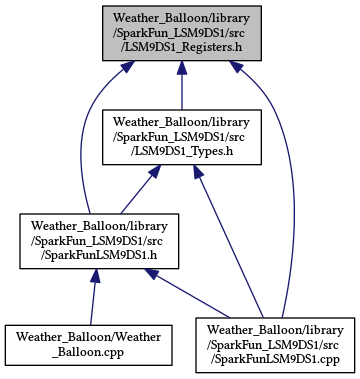 Weather_Balloon/library
/SparkFun_LSM9DS1/src
/LSM9DS1_Registers.h
Weather_Balloon/library
/SparkFun_LSM9DS1/src
/LSM9DS1_Types.h
Weather_Balloon/library
/SparkFun_LSM9DS1/src
/SparkFunLSM9DS1.h
Weather_Balloon/Weather
_Balloon.cpp
Weather_Balloon/library
/SparkFun_LSM9DS1/src
/SparkFunLSM9DS1.cpp